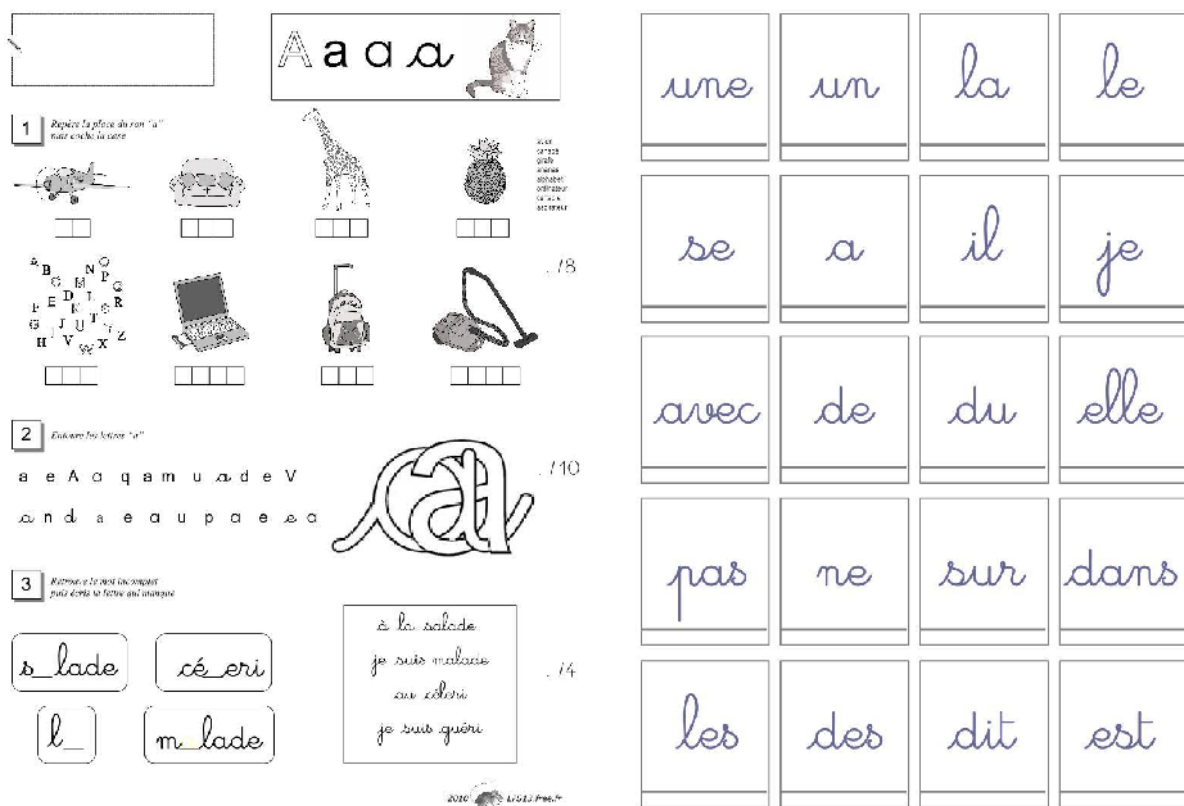 A a a a
1 Repère la place du son "a"
puis coche la case
avion
canapé
girafe
ananas
alphabet
ordinateur
cartable
aspirateur
./8
2 Entoure les lettres "a"
a e A a q a m u a d e V
a n d a e a u p a e e a
./10
3 Retrouve le mot incomplet
puis écris la lettre qui manque
s_lade
cé_eri
l_
m_lade
à la salade
je suis malade
au céleri
je suis guéri
./4
2010
une un la le
se a il je
avec de du elle
pas ne sur dans
les des dit est